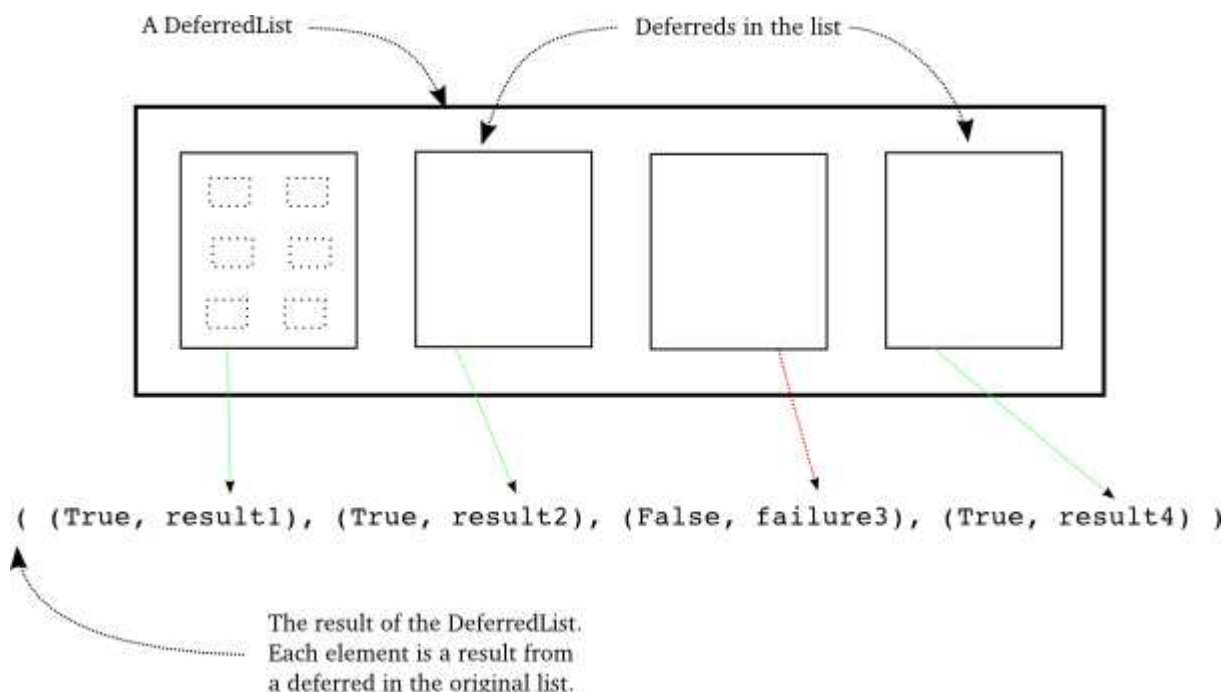 A DeferredList
Deferreds in the list
( (True, result1), (True, result2), (False, failure3), (True, result4) )
The result of the DeferredList.
Each element is a result from
a deferred in the original list.